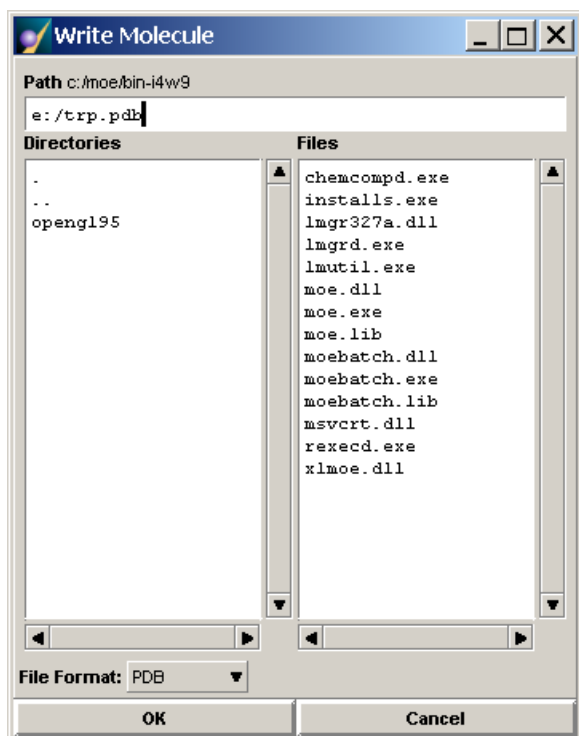 Write Molecule
Path c:/moe/bin-i4w9
e:/trp.pdb
Directories
.
..
opengl95
Files
chemcompd.exe
installs.exe
lmgr327a.dll
lmgrd.exe
lmutil.exe
moe.dll
moe.exe
moe.lib
moebatch.dll
moebatch.exe
moebatch.lib
msvcrt.dll
rexecd.exe
xlmoe.dll
File Format: PDB
OK Cancel